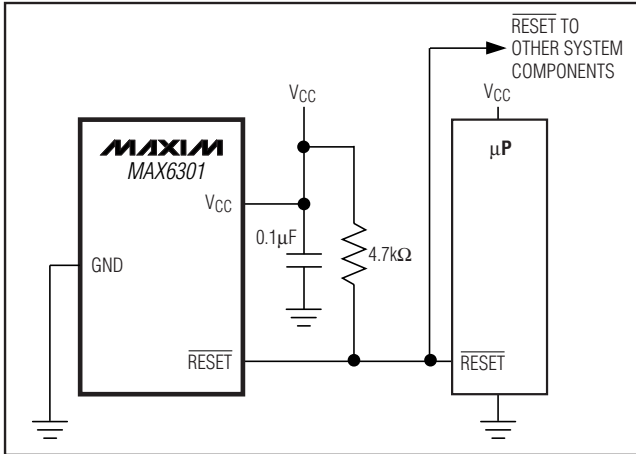 RESET TO
OTHER SYSTEM
COMPONENTS
VCC
VCC
MAXIM
MAX6301
µP
VCC
0.1µF
4.7kΩ
GND
RESET
RESET